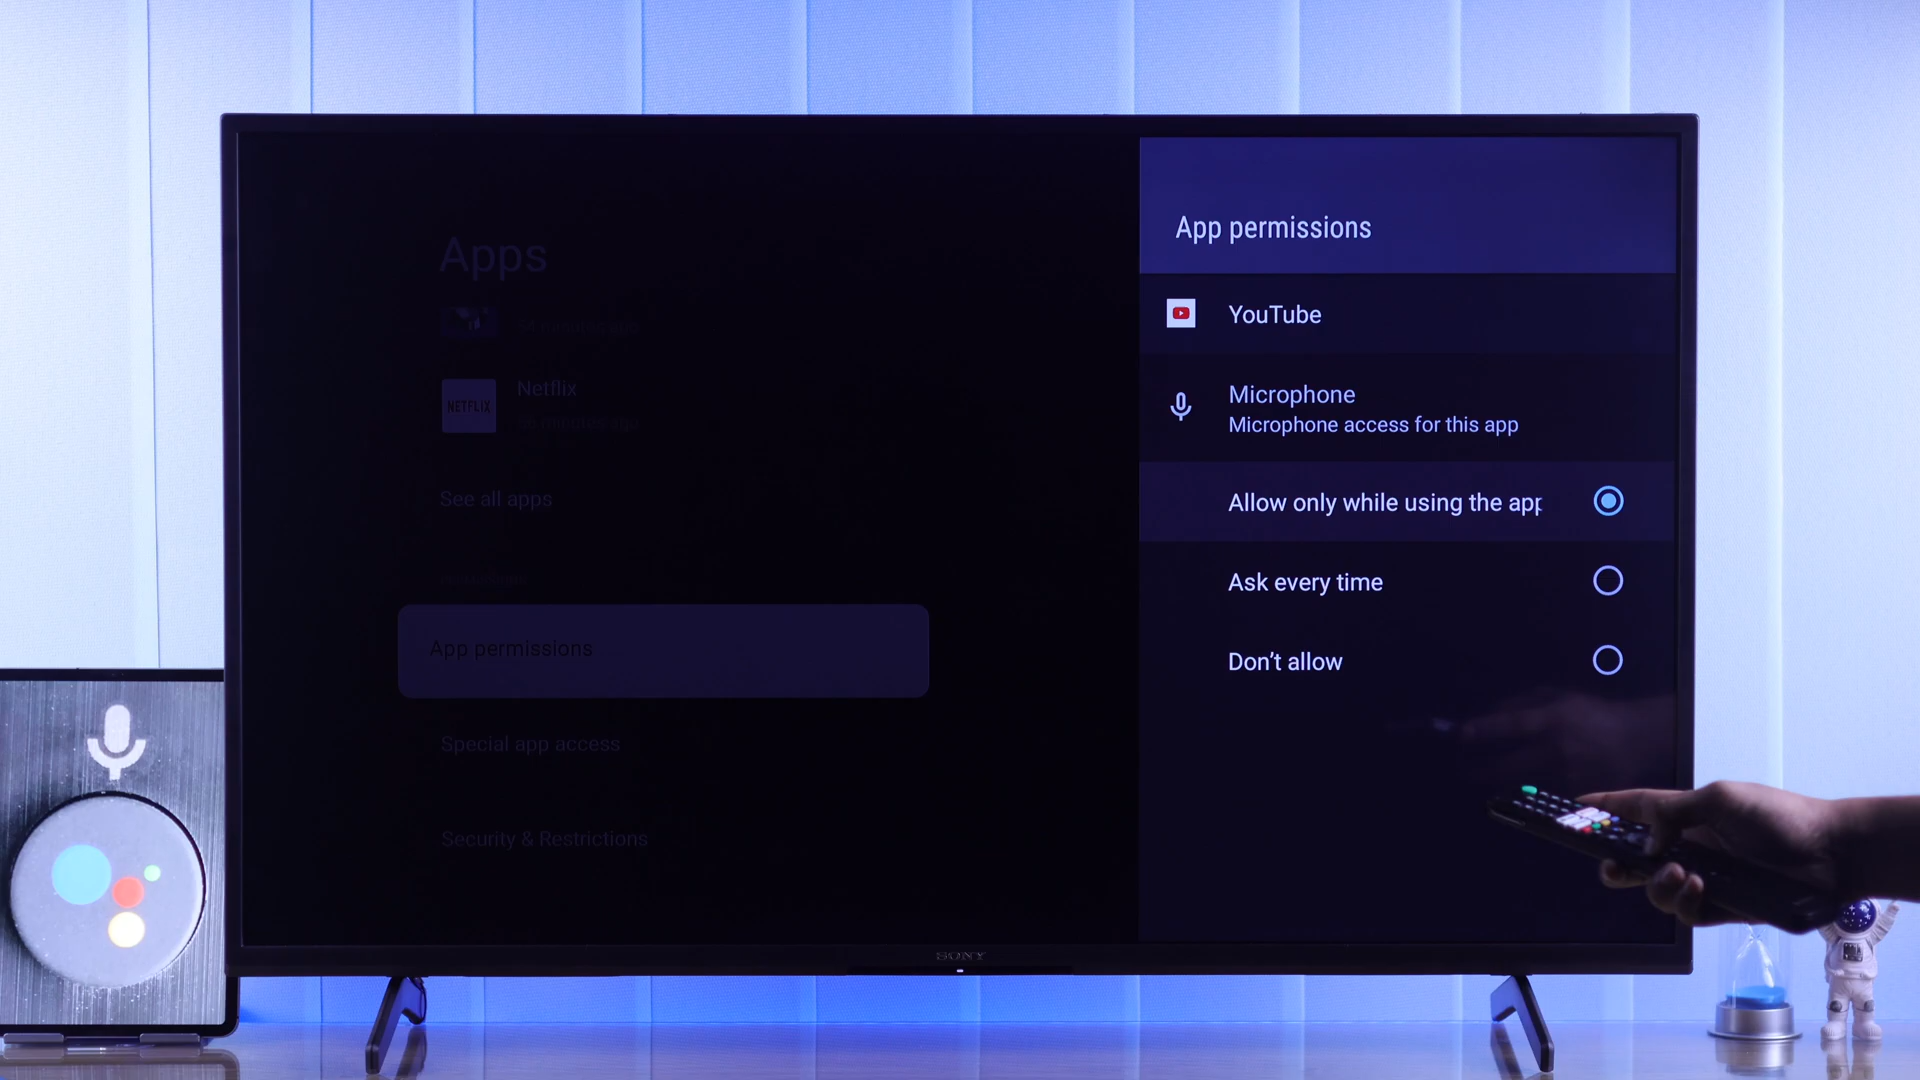 Apps
Netflix
NETFLIX
See all apps
App permissions
Special app access
Security & Restrictions
App permissions
YouTube
Microphone
Microphone access for this app
Allow only while using the app
Ask every time
Don’t allow
SONY